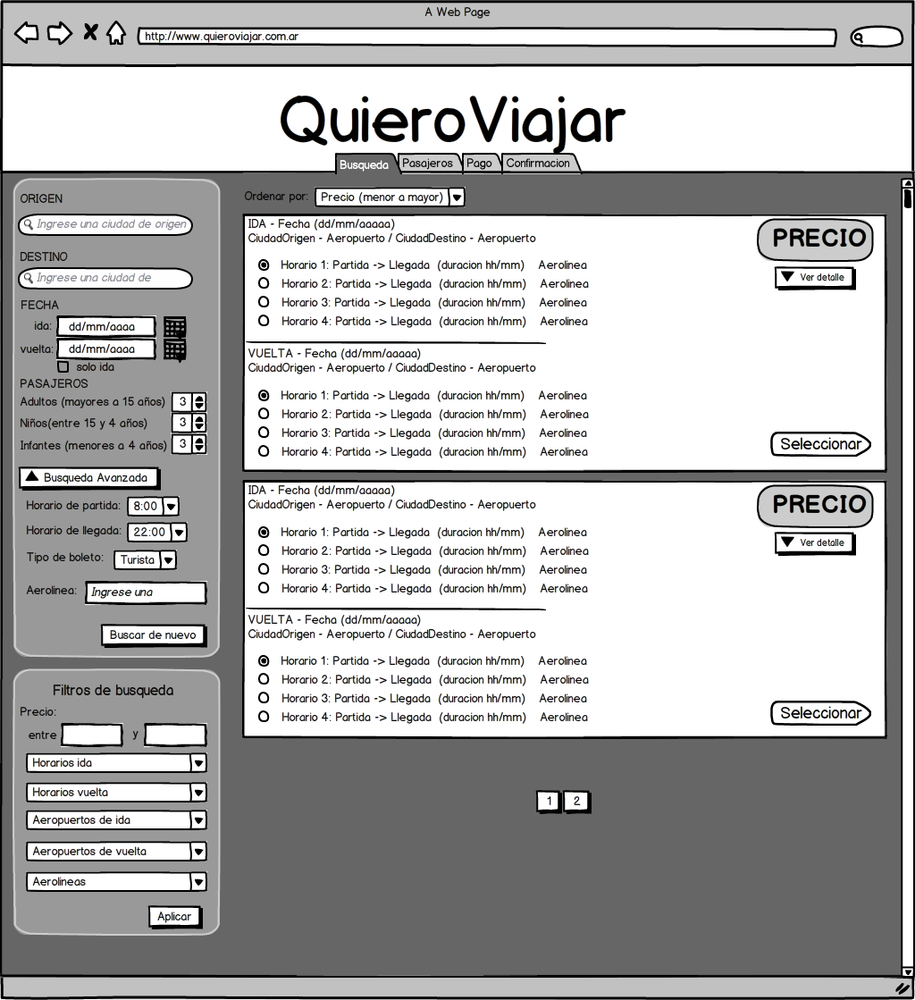 A Web Page
http://www.quieroviajar.com.ar
QuieroViajar
Busqueda
Pasajeros
Pago
Confirmacion
ORIGEN
Ingrese una ciudad de origen
DESTINO
Ingrese una ciudad de
FECHA
ida: dd/mm/aaaa
vuelta: dd/mm/aaaa
solo ida
PASAJEROS
Adultos (mayores a 15 años) 3
Niños(entre 15 y 4 años) 3
Infantes (menores a 4 años) 3
Busqueda Avanzada
Horario de partida: 8:00
Horario de llegada: 22:00
Tipo de boleto: Turista
Aerolinea: Ingrese una
Buscar de nuevo
Filtros de busqueda
Precio:
entre y
Horarios ida
Horarios vuelta
Aeropuertos de ida
Aeropuertos de vuelta
Aerolineas
Aplicar
Ordenar por: Precio (menor a mayor)
IDA - Fecha (dd/mm/aaaaa)
CiudadOrigen - Aeropuerto / CiudadDestino - Aeropuerto
PRECIO
Ver detalle
Horario 1: Partida -> Llegada (duracion hh/mm) Aerolinea
Horario 2: Partida -> Llegada (duracion hh/mm) Aerolinea
Horario 3: Partida -> Llegada (duracion hh/mm) Aerolinea
Horario 4: Partida -> Llegada (duracion hh/mm) Aerolinea
VUELTA - Fecha (dd/mm/aaaaa)
CiudadOrigen - Aeropuerto / CiudadDestino - Aeropuerto
Horario 1: Partida -> Llegada (duracion hh/mm) Aerolinea
Horario 2: Partida -> Llegada (duracion hh/mm) Aerolinea
Horario 3: Partida -> Llegada (duracion hh/mm) Aerolinea
Horario 4: Partida -> Llegada (duracion hh/mm) Aerolinea
Seleccionar
IDA - Fecha (dd/mm/aaaaa)
CiudadOrigen - Aeropuerto / CiudadDestino - Aeropuerto
PRECIO
Ver detalle
Horario 1: Partida -> Llegada (duracion hh/mm) Aerolinea
Horario 2: Partida -> Llegada (duracion hh/mm) Aerolinea
Horario 3: Partida -> Llegada (duracion hh/mm) Aerolinea
Horario 4: Partida -> Llegada (duracion hh/mm) Aerolinea
VUELTA - Fecha (dd/mm/aaaaa)
CiudadOrigen - Aeropuerto / CiudadDestino - Aeropuerto
Horario 1: Partida -> Llegada (duracion hh/mm) Aerolinea
Horario 2: Partida -> Llegada (duracion hh/mm) Aerolinea
Horario 3: Partida -> Llegada (duracion hh/mm) Aerolinea
Horario 4: Partida -> Llegada (duracion hh/mm) Aerolinea
Seleccionar
1
2